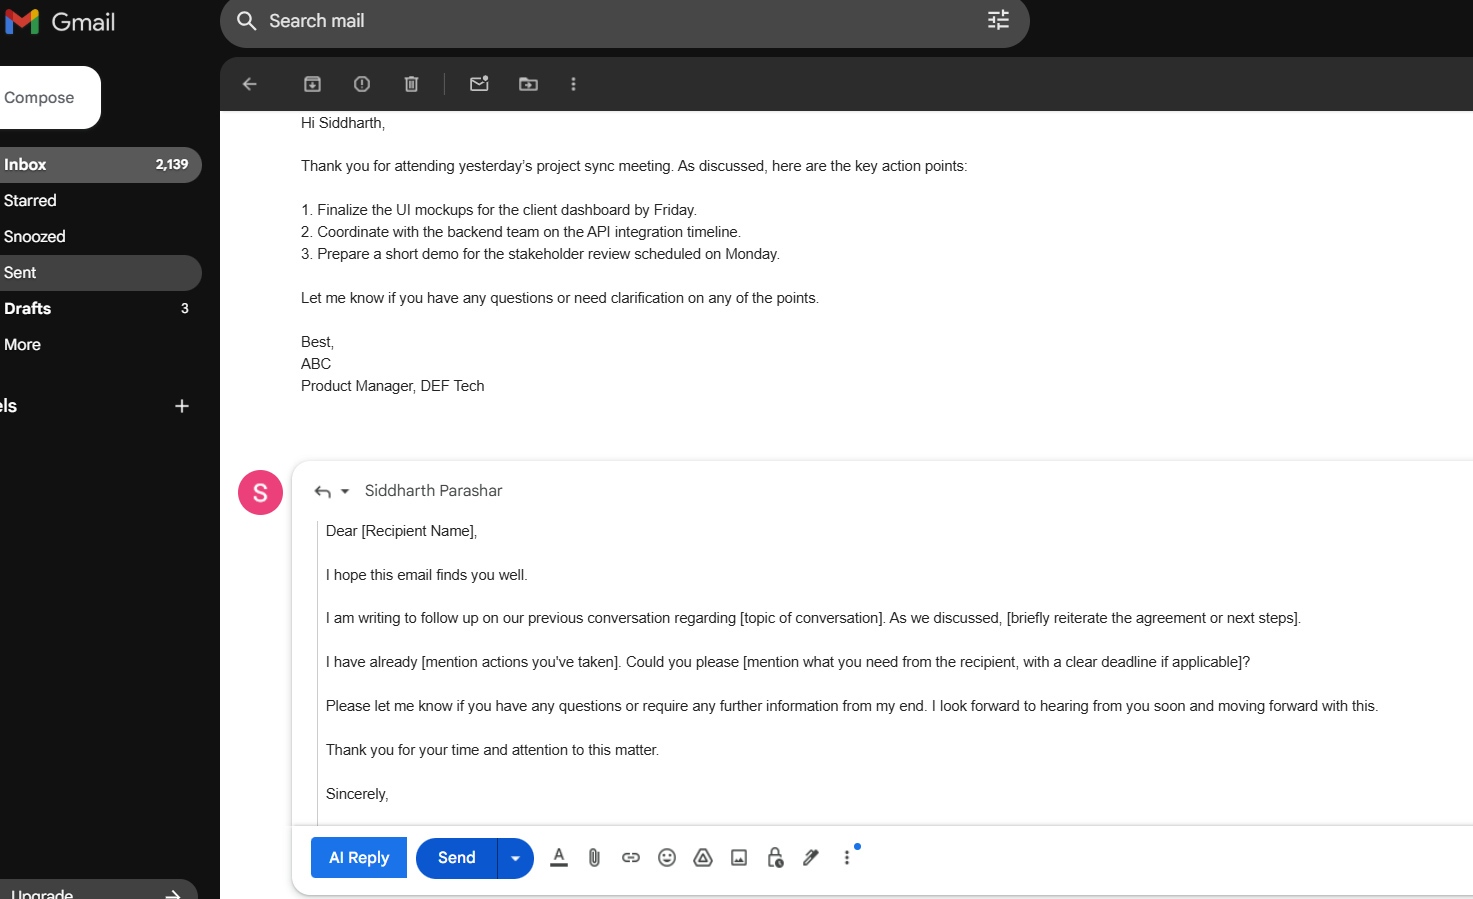 Gmail
Search mail
Compose
Inbox 2,139
Starred
Snoozed
Sent
Drafts 3
More
els
Upgrade
Hi Siddharth,
Thank you for attending yesterday’s project sync meeting. As discussed, here are the key action points:
1. Finalize the UI mockups for the client dashboard by Friday.
2. Coordinate with the backend team on the API integration timeline.
3. Prepare a short demo for the stakeholder review scheduled on Monday.
Let me know if you have any questions or need clarification on any of the points.
Best,
ABC
Product Manager, DEF Tech
S
Siddharth Parashar
Dear [Recipient Name],
I hope this email finds you well.
I am writing to follow up on our previous conversation regarding [topic of conversation]. As we discussed, [briefly reiterate the agreement or next steps].
I have already [mention actions you've taken]. Could you please [mention what you need from the recipient, with a clear deadline if applicable]?
Please let me know if you have any questions or require any further information from my end. I look forward to hearing from you soon and moving forward with this.
Thank you for your time and attention to this matter.
Sincerely,
AI Reply
Send